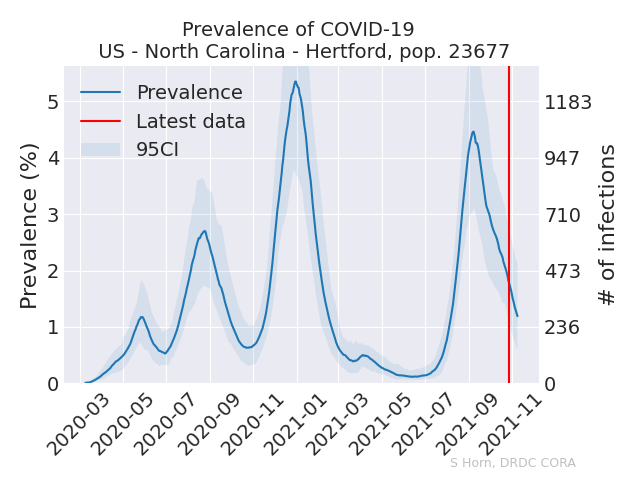 Prevalence of COVID-19
US - North Carolina - Hertford, pop. 23677
Prevalence
Latest data
95CI
Prevalence (%)
5
4
3
2
1
0
1183
947
710
473
236
0
# of infections
2020-03
2020-05
2020-07
2020-09
2020-11
2021-01
2021-03
2021-05
2021-07
2021-09
2021-11
S Horn, DRDC CORA